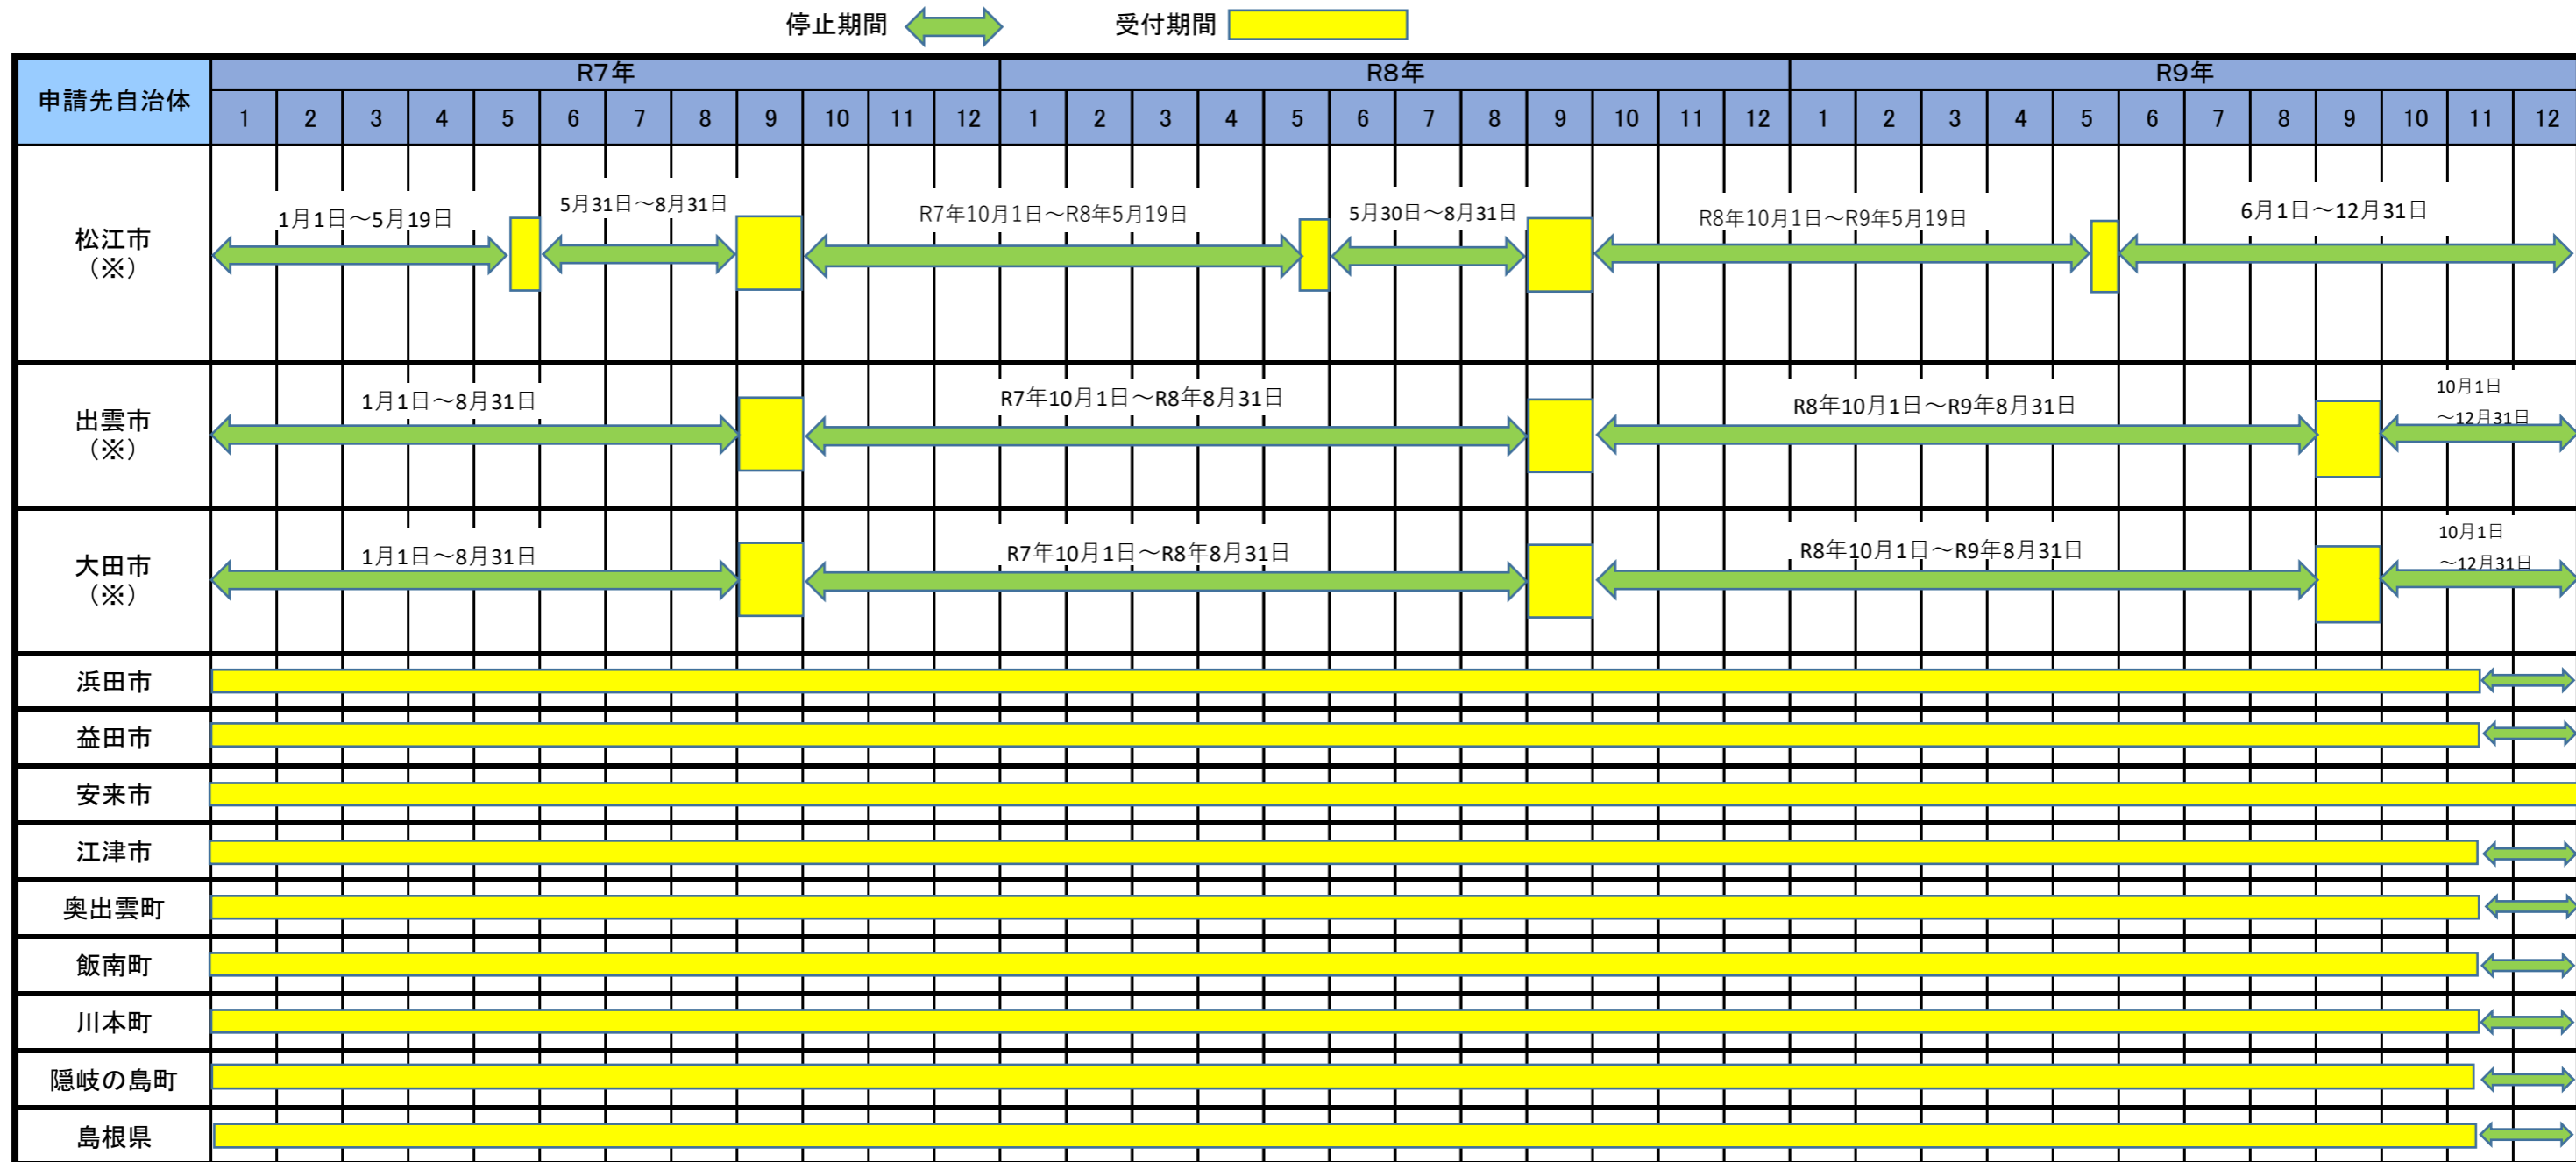 停止期間 受付期間
申請先自治体 R7年 R8年 R9年
1 2 3 4 5 6 7 8 9 10 11 12 1 2 3 4 5 6 7 8 9 10 11 12 1 2 3 4 5 6 7 8 9 10 11 12
松江市
（※）
1月1日～5月19日 5月31日～8月31日 R7年10月1日～R8年5月19日 5月30日～8月31日 R8年10月1日～R9年5月19日 6月1日～12月31日
出雲市
（※）
1月1日～8月31日 R7年10月1日～R8年8月31日 R8年10月1日～R9年8月31日 10月1日
～12月31日
大田市
（※）
1月1日～8月31日 R7年10月1日～R8年8月31日 R8年10月1日～R9年8月31日 10月1日
～12月31日
浜田市
益田市
安来市
江津市
奥出雲町
飯南町
川本町
隠岐の島町
島根県